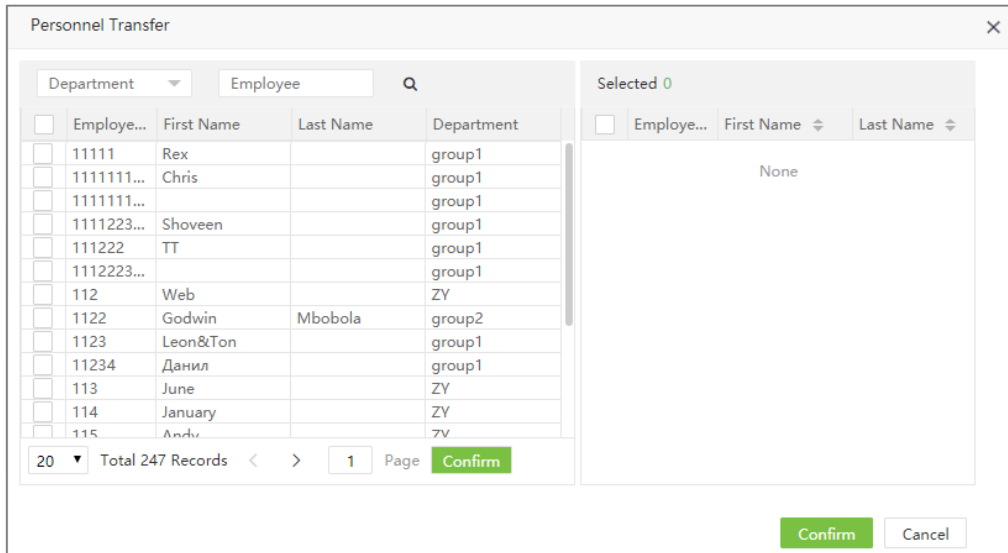 Personnel Transfer ×
Department Employee Selected 0
Employe... First Name Last Name Department Employe... First Name Last Name
11111 Rex group1
1111111... Chris group1
None
1111111... group1
1111223... Shoveen group1
111222 TT group1
1112223... group1
112 Web ZY
1122 Godwin Mbobola group2
1123 Leon&Ton group1
11234 Данил group1
113 June ZY
114 January ZY
115 Andy ZY
20 Total 247 Records < > 1 Page Confirm
Confirm Cancel